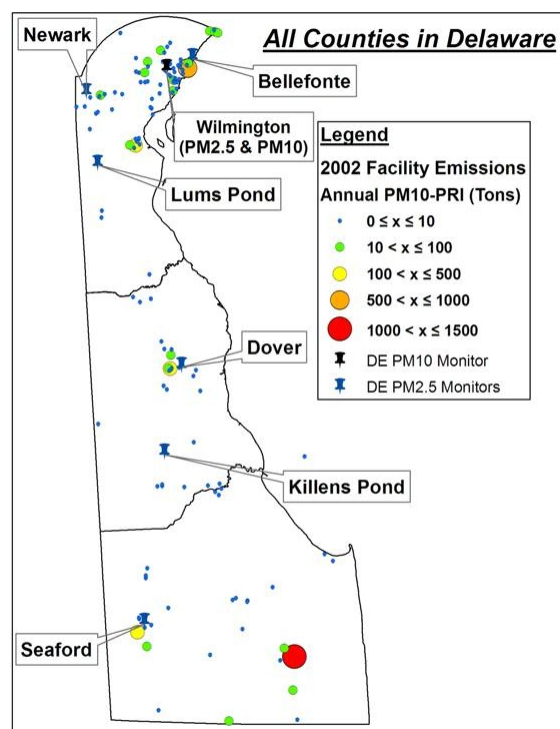 All Counties in Delaware
Newark
Bellefonte
Wilmington
(PM2.5 & PM10)
Lums Pond
Legend
2002 Facility Emissions
Annual PM10-PRI (Tons)
0 ≤ x ≤ 10
10 < x ≤ 100
100 < x ≤ 500
500 < x ≤ 1000
1000 < x ≤ 1500
DE PM10 Monitor
DE PM2.5 Monitors
Dover
Killens Pond
Seaford